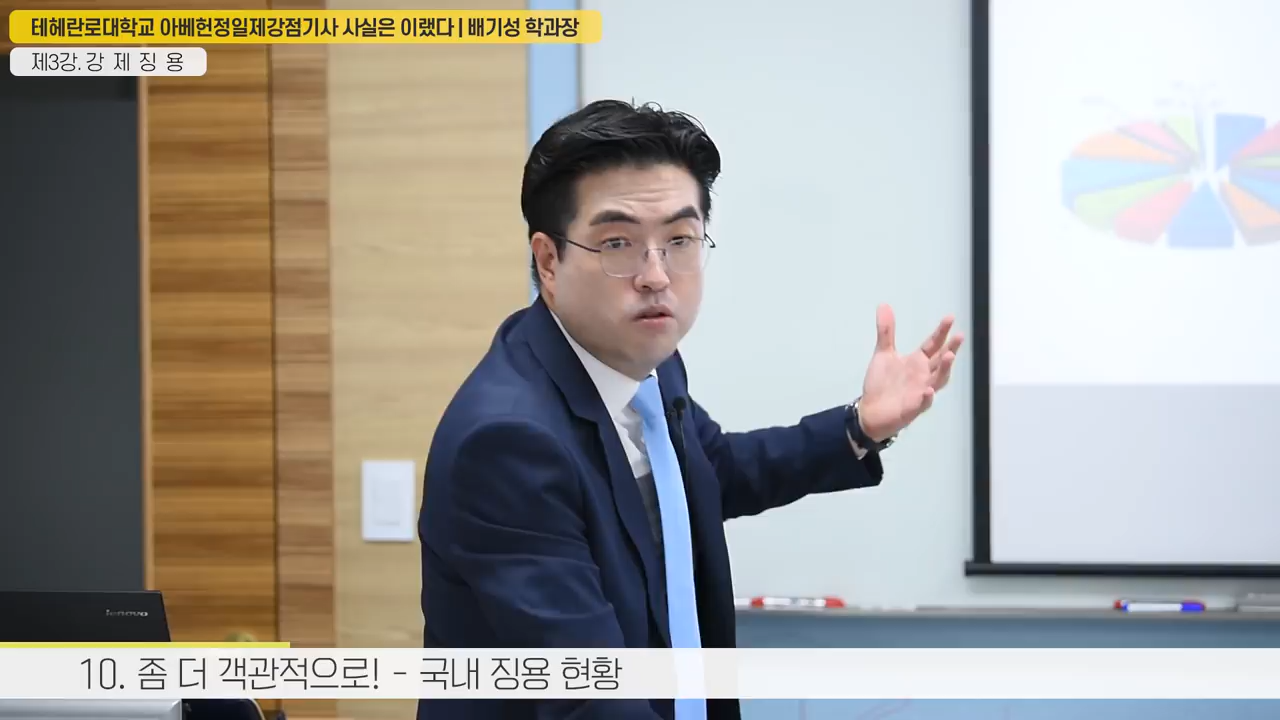 테헤란로대학교 아베헌정일제강점기사 사실은 이랬다 | 배기성 학과장
제3강. 강 제 징 용
lenovo
10. 좀 더 객관적으로! - 국내 징용 현황